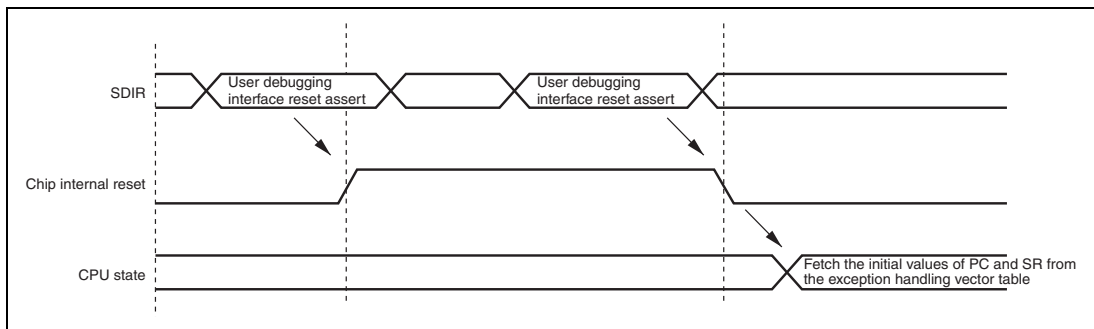 SDIR
User debugging
interface reset assert
User debugging
interface reset assert
Chip internal reset
CPU state
Fetch the initial values of PC and SR from
the exception handling vector table